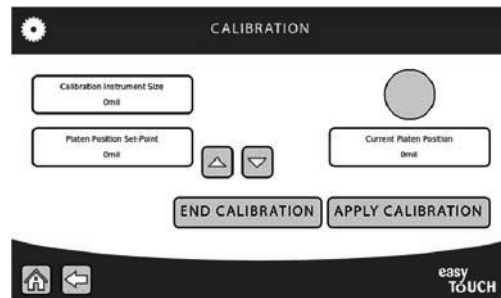 CALIBRATION
Calibration Instrument Size
0mil
Platen Position Set-Point
0mil
Current Platen Position
0mil
END CALIBRATION
APPLY CALIBRATION
easy
TOUCH